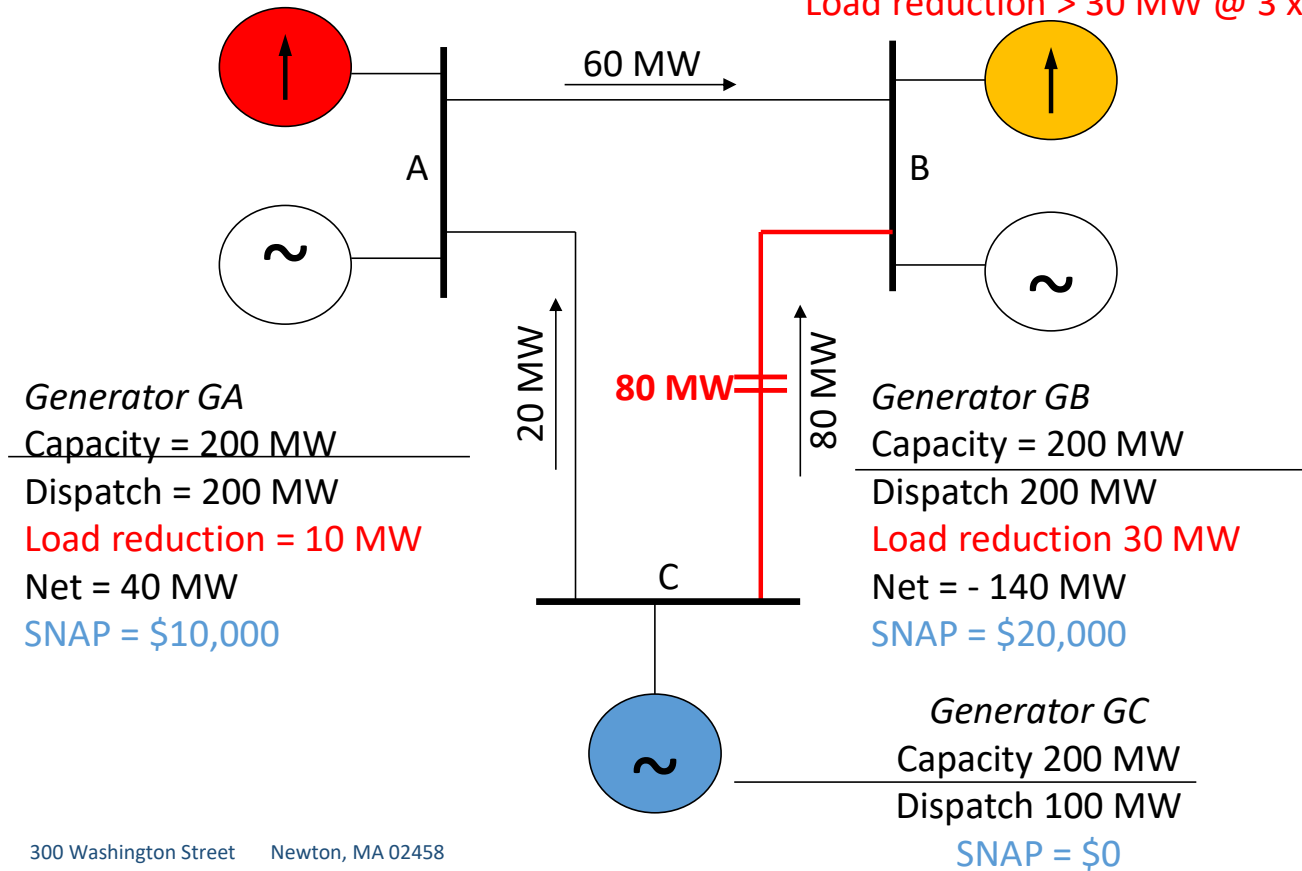 Load reduction > 30 MW @ 3 x
60 MW
A
B
20 MW
80 MW
80 MW
Generator GA
Capacity = 200 MW
Dispatch = 200 MW
Load reduction = 10 MW
Net = 40 MW
SNAP = $10,000
Generator GB
Capacity = 200 MW
Dispatch 200 MW
Load reduction 30 MW
Net = - 140 MW
SNAP = $20,000
C
Generator GC
Capacity 200 MW
Dispatch 100 MW
SNAP = $0
300 Washington Street Newton, MA 02458